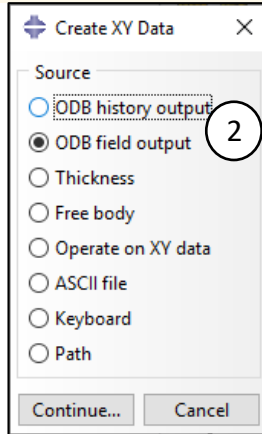 Create XY Data
Source
ODB history output
ODB field output
2
Thickness
Free body
Operate on XY data
ASCII file
Keyboard
Path
Continue... Cancel